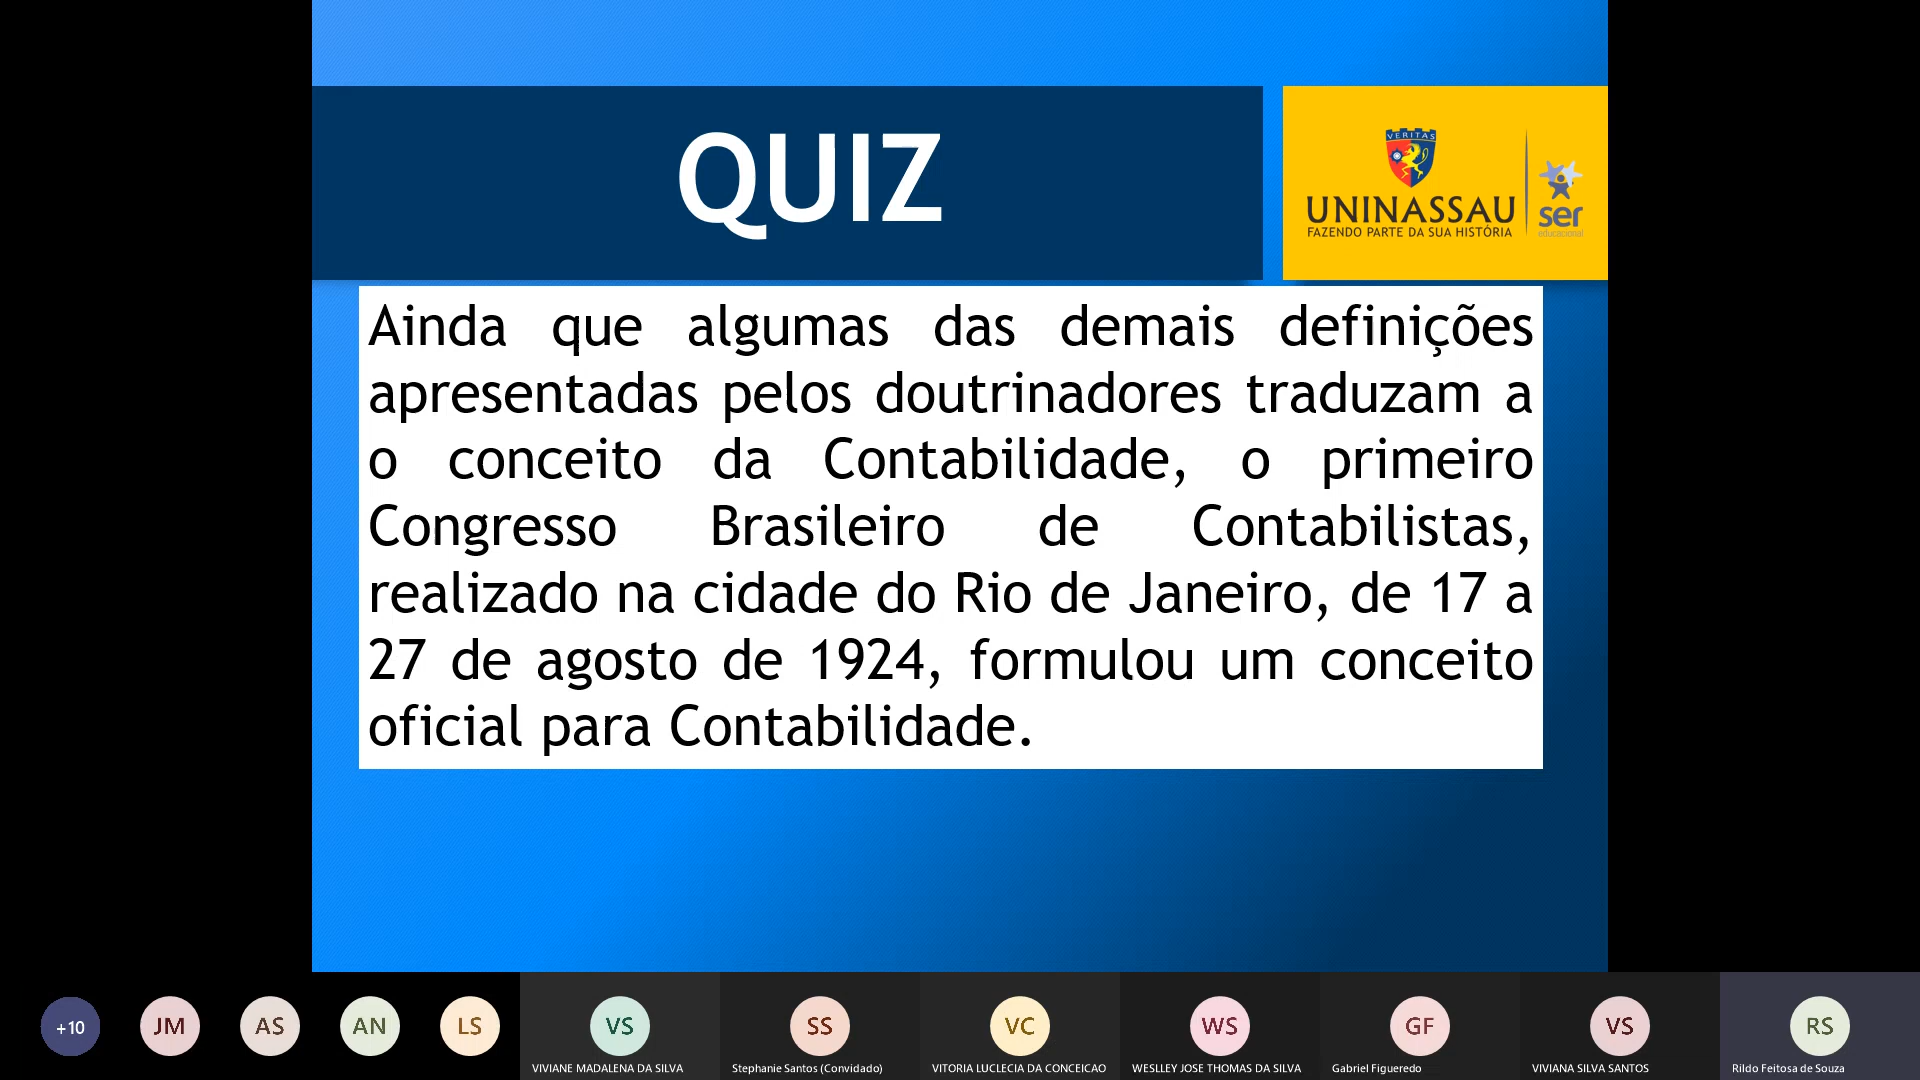 QUIZ
VERITAS
UNINASSAU
FAZENDO PARTE DA SUA HISTÓRIA
ser
educacional
Ainda que algumas das demais definições
apresentadas pelos doutrinadores traduzam a
o conceito da Contabilidade, o primeiro
Congresso Brasileiro de Contabilistas,
realizado na cidade do Rio de Janeiro, de 17 a
27 de agosto de 1924, formulou um conceito
oficial para Contabilidade.
+10
JM
AS
AN
LS
VS
VIVIANE MADALENA DA SILVA
SS
Stephanie Santos (Convidado)
VC
VITORIA LUCLECIA DA CONCEICAO
WS
WESLLEY JOSE THOMAS DA SILVA
GF
Gabriel Figueredo
VS
VIVIANA SILVA SANTOS
RS
Rildo Feitosa de Souza